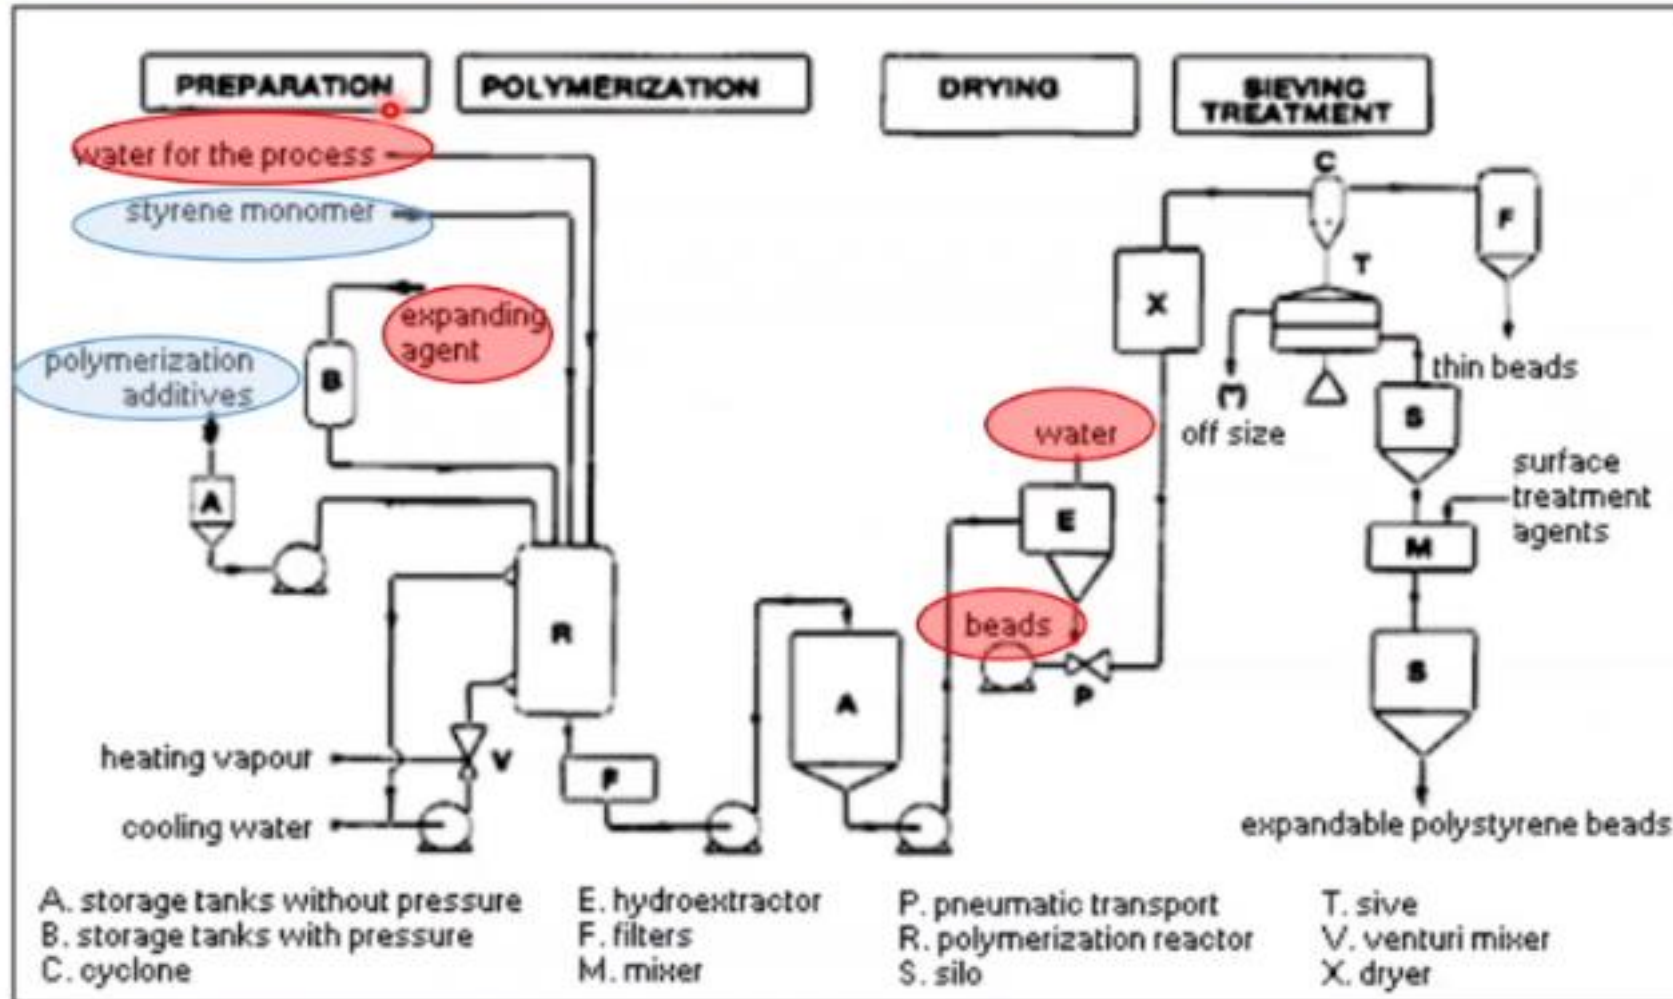 PREPARATION
POLYMERIZATION
DRYING
SIEVING
TREATMENT
water for the process
styrene monomer
expanding
agent
polymerization
additives
B
A
R
heating vapour
V
cooling water
F
A
water
E
beads
P
X
C
F
T
thin beads
off size
S
surface
treatment
agents
M
S
expandable polystyrene beads
A. storage tanks without pressure
B. storage tanks with pressure
C. cyclone
E. hydroextractor
F. filters
M. mixer
P. pneumatic transport
R. polymerization reactor
S. silo
T. sive
V. venturi mixer
X. dryer